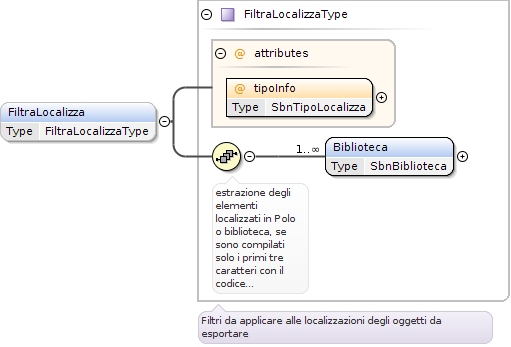 FiltraLocalizzaType
@ attributes
@ tipoInfo
Type SbnTipoLocalizza
FiltraLocalizza
Type FiltraLocalizzaType
1..∞
Biblioteca
Type SbnBiblioteca
estrazione degli
elementi
localizzati in Polo
o biblioteca, se
sono compilati
solo i primi tre
caratteri con il
codice...
Filtri da applicare alle localizzazioni degli oggetti da
esportare